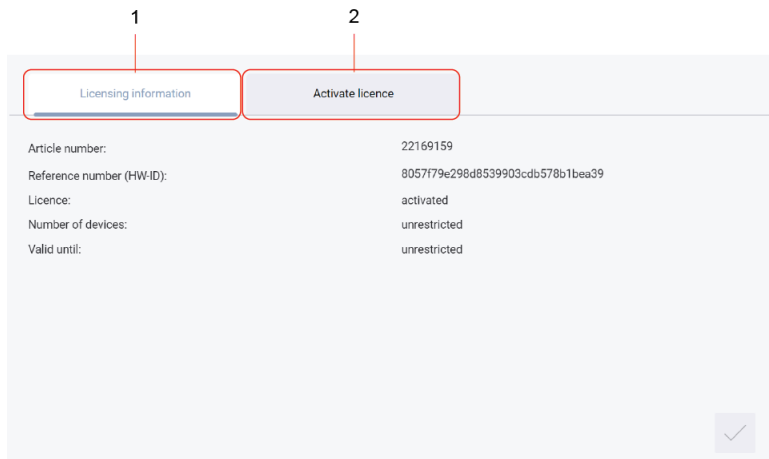 1 2
Licensing information Activate licence
Article number: 22169159
Reference number (HW-ID): 8057f79e298d8539903cdb578b1bea39
Licence: activated
Number of devices: unrestricted
Valid until: unrestricted